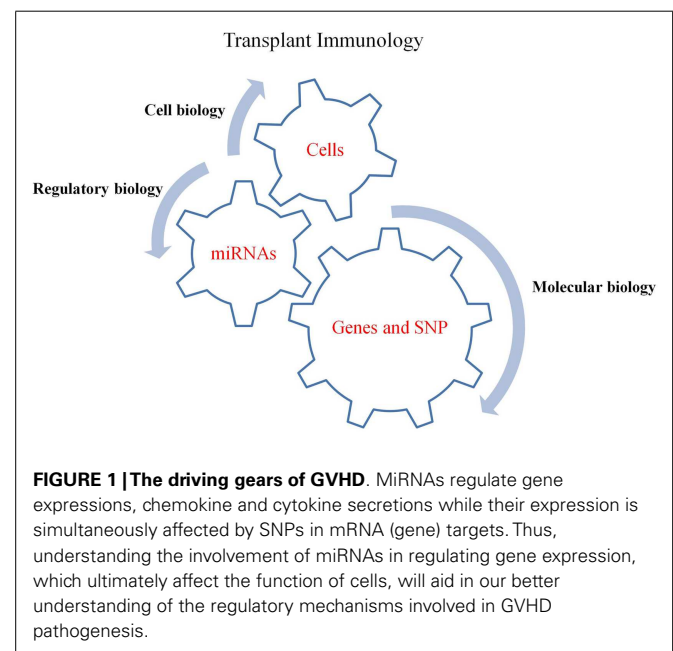 Transplant Immunology
Cell biology
Cells
Regulatory biology
miRNAs
Molecular biology
Genes and SNP
FIGURE 1 | The driving gears of GVHD. MiRNAs regulate gene
expressions, chemokine and cytokine secretions while their expression is
simultaneously affected by SNPs in mRNA (gene) targets. Thus,
understanding the involvement of miRNAs in regulating gene expression,
which ultimately affect the function of cells, will aid in our better
understanding of the regulatory mechanisms involved in GVHD
pathogenesis.